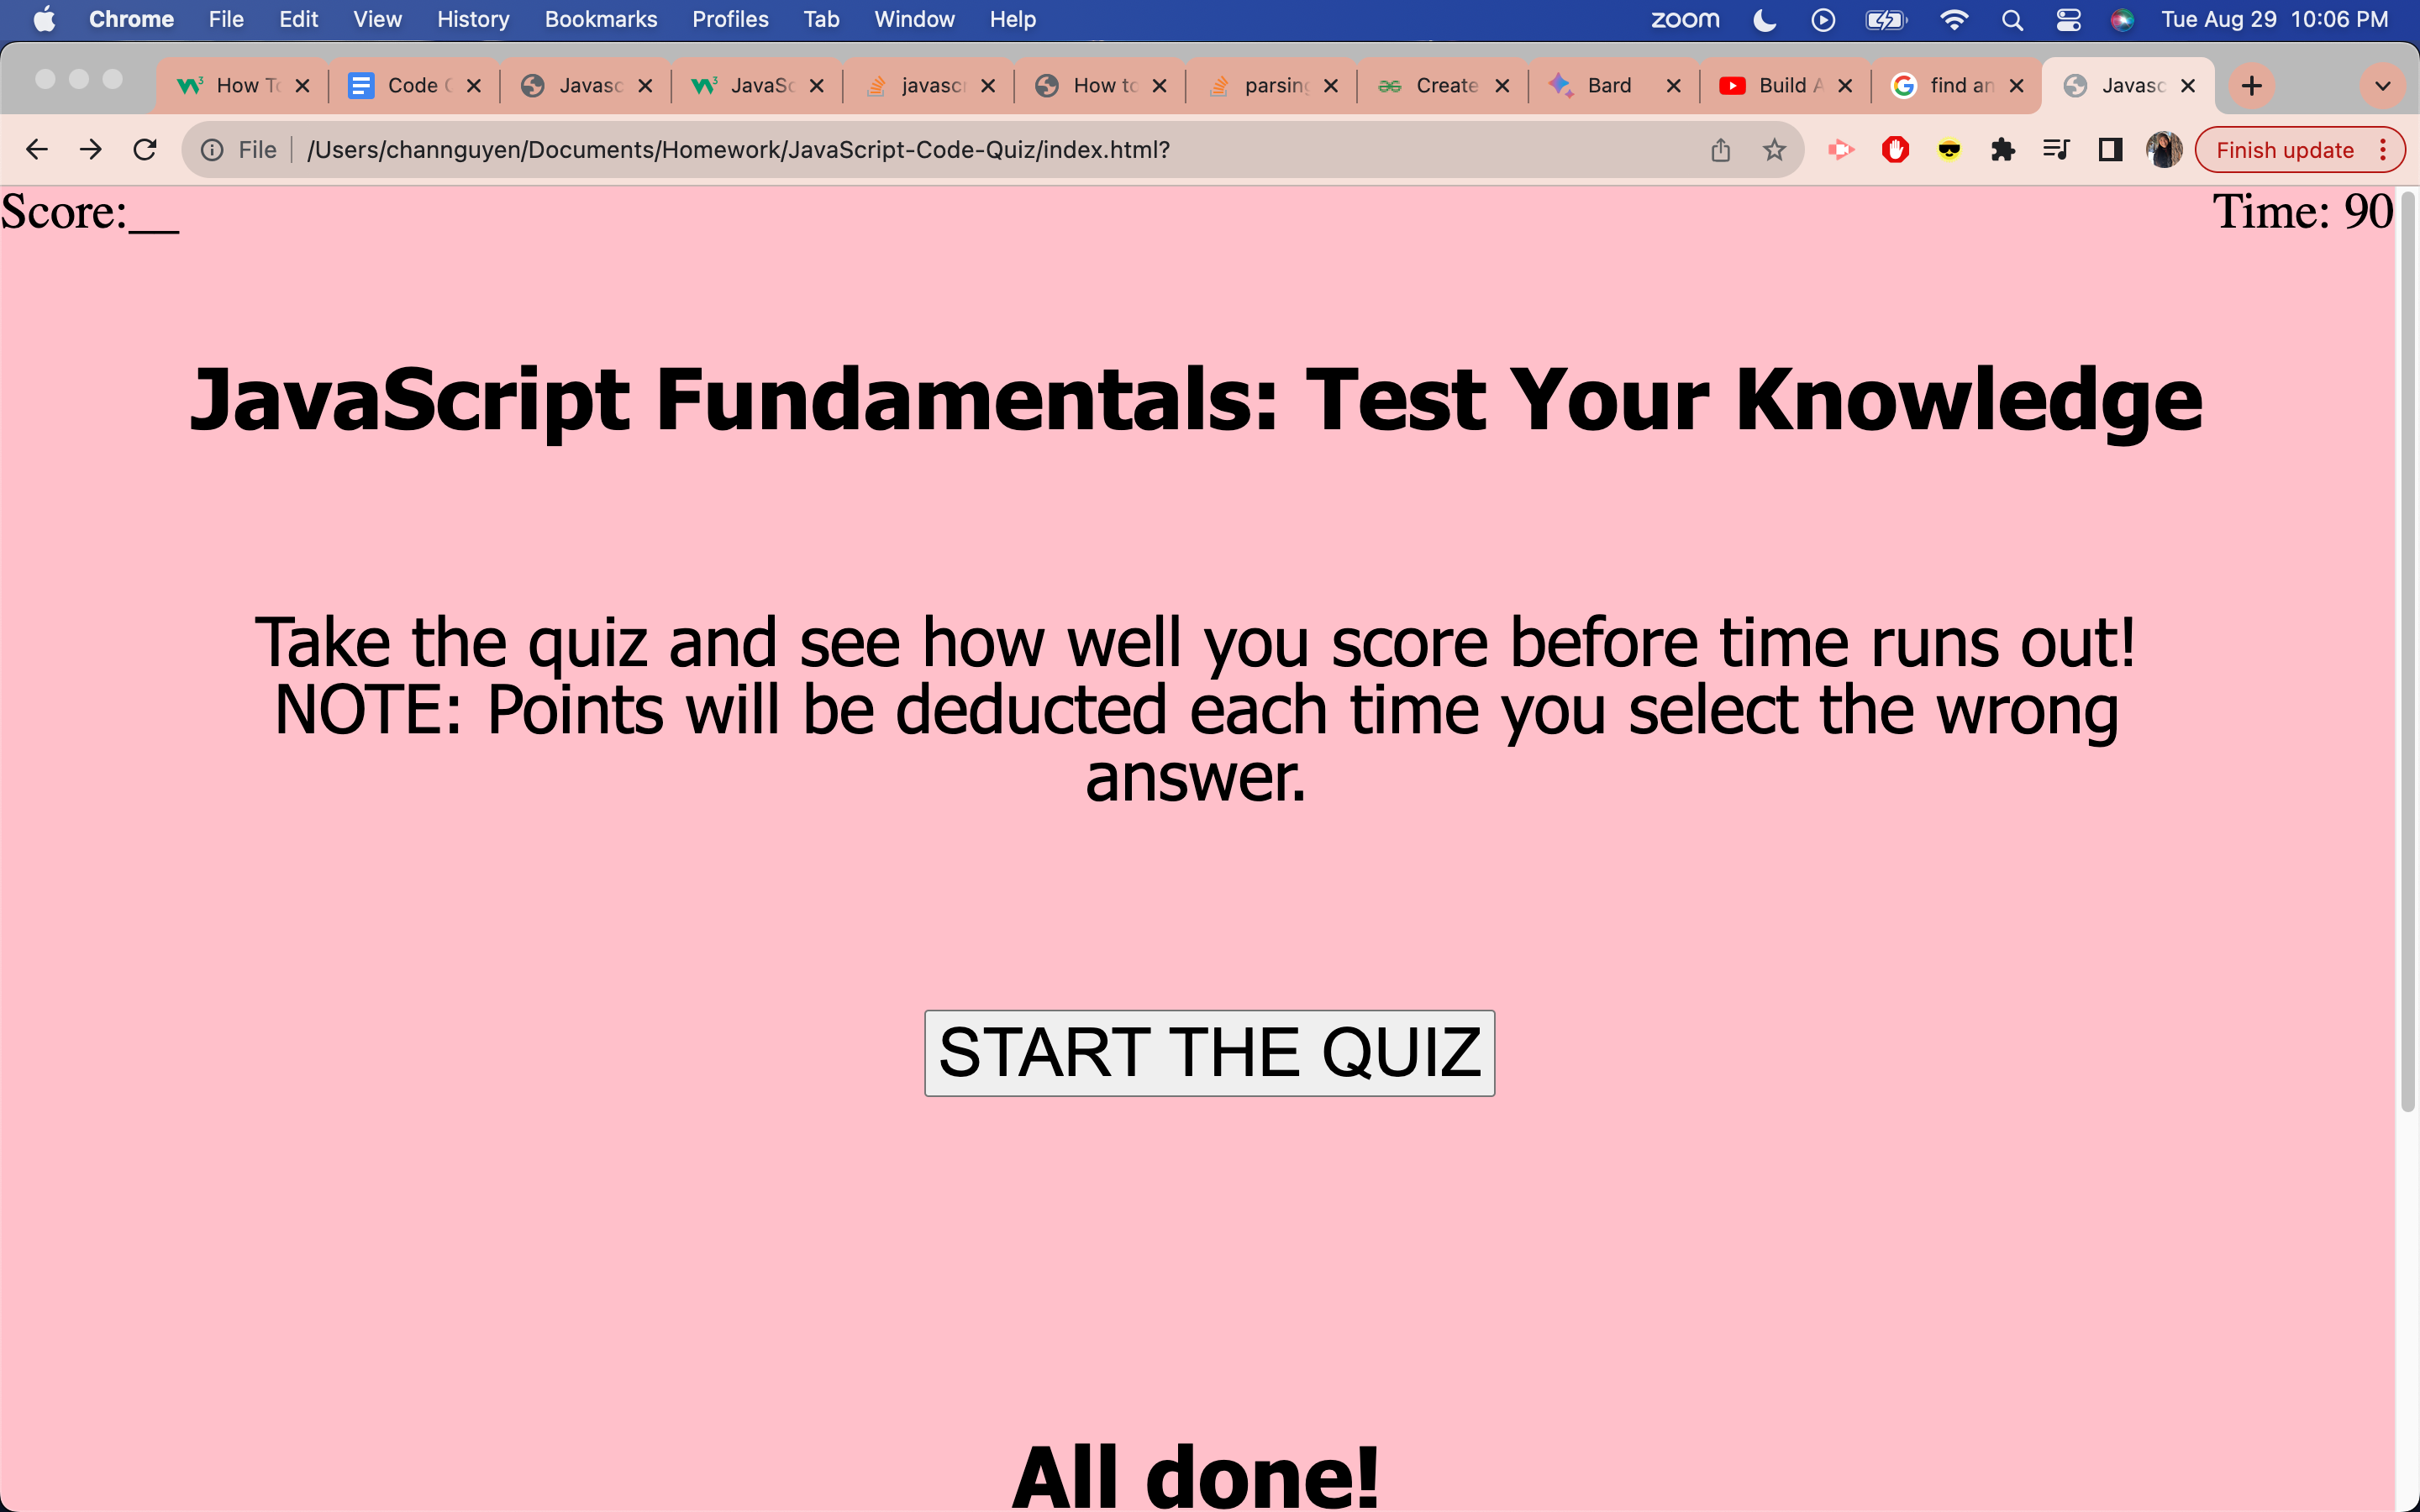 Chrome File Edit View History Bookmarks Profiles Tab Window Help zoom Tue Aug 29 10:06 PM
How To Code Javasc JavaSc javascr How to parsing Create Bard Build A find an Javasc
File /Users/channguyen/Documents/Homework/JavaScript-Code-Quiz/index.html? Finish update
Score:__ Time: 90
JavaScript Fundamentals: Test Your Knowledge
Take the quiz and see how well you score before time runs out!
NOTE: Points will be deducted each time you select the wrong
answer.
START THE QUIZ
All done!